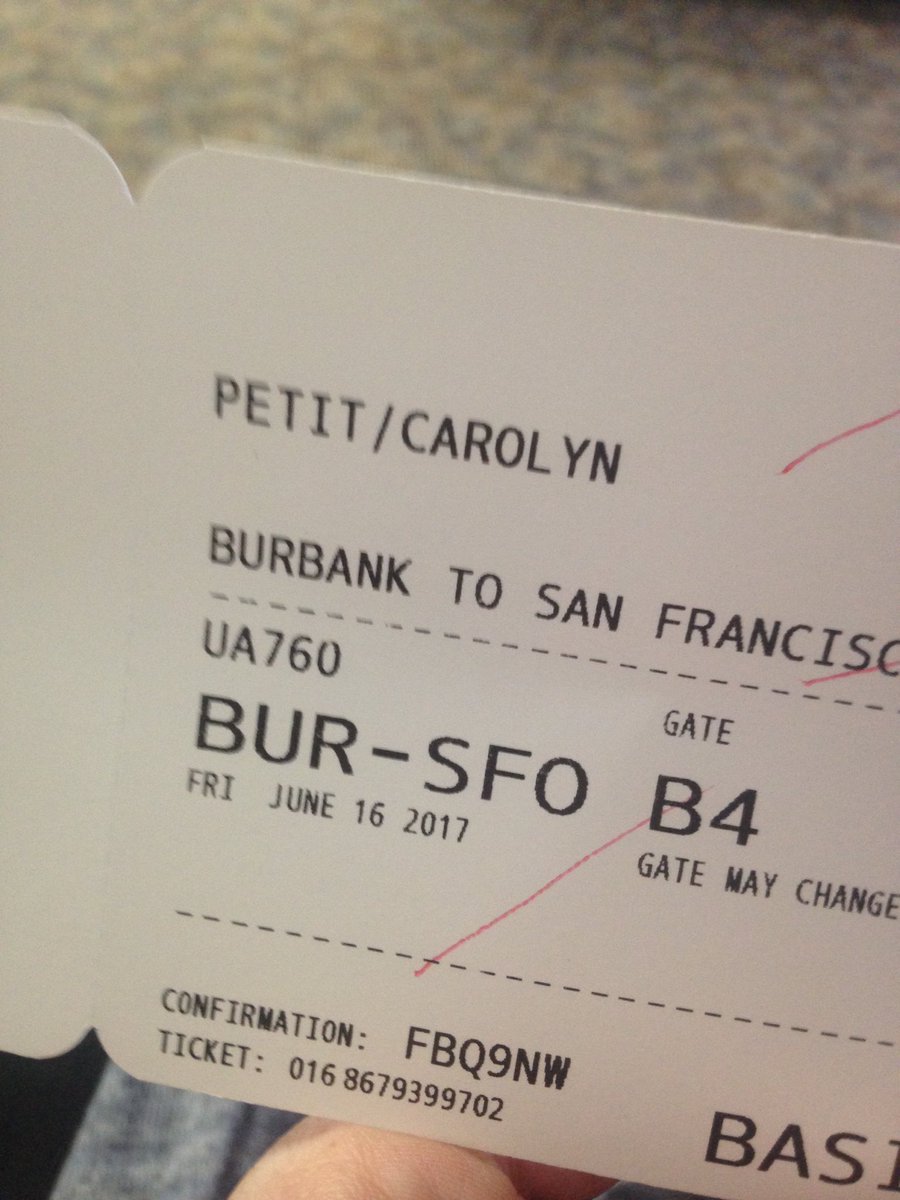 PETIT/CAROLYN
BURBANK TO SAN FRANCISC
UA760
BUR-SFO
FRI JUNE 16 2017
GATE
B4
GATE MAY CHANGE
CONFIRMATION: FBQ9NW
TICKET: 016 8679399702
BASI